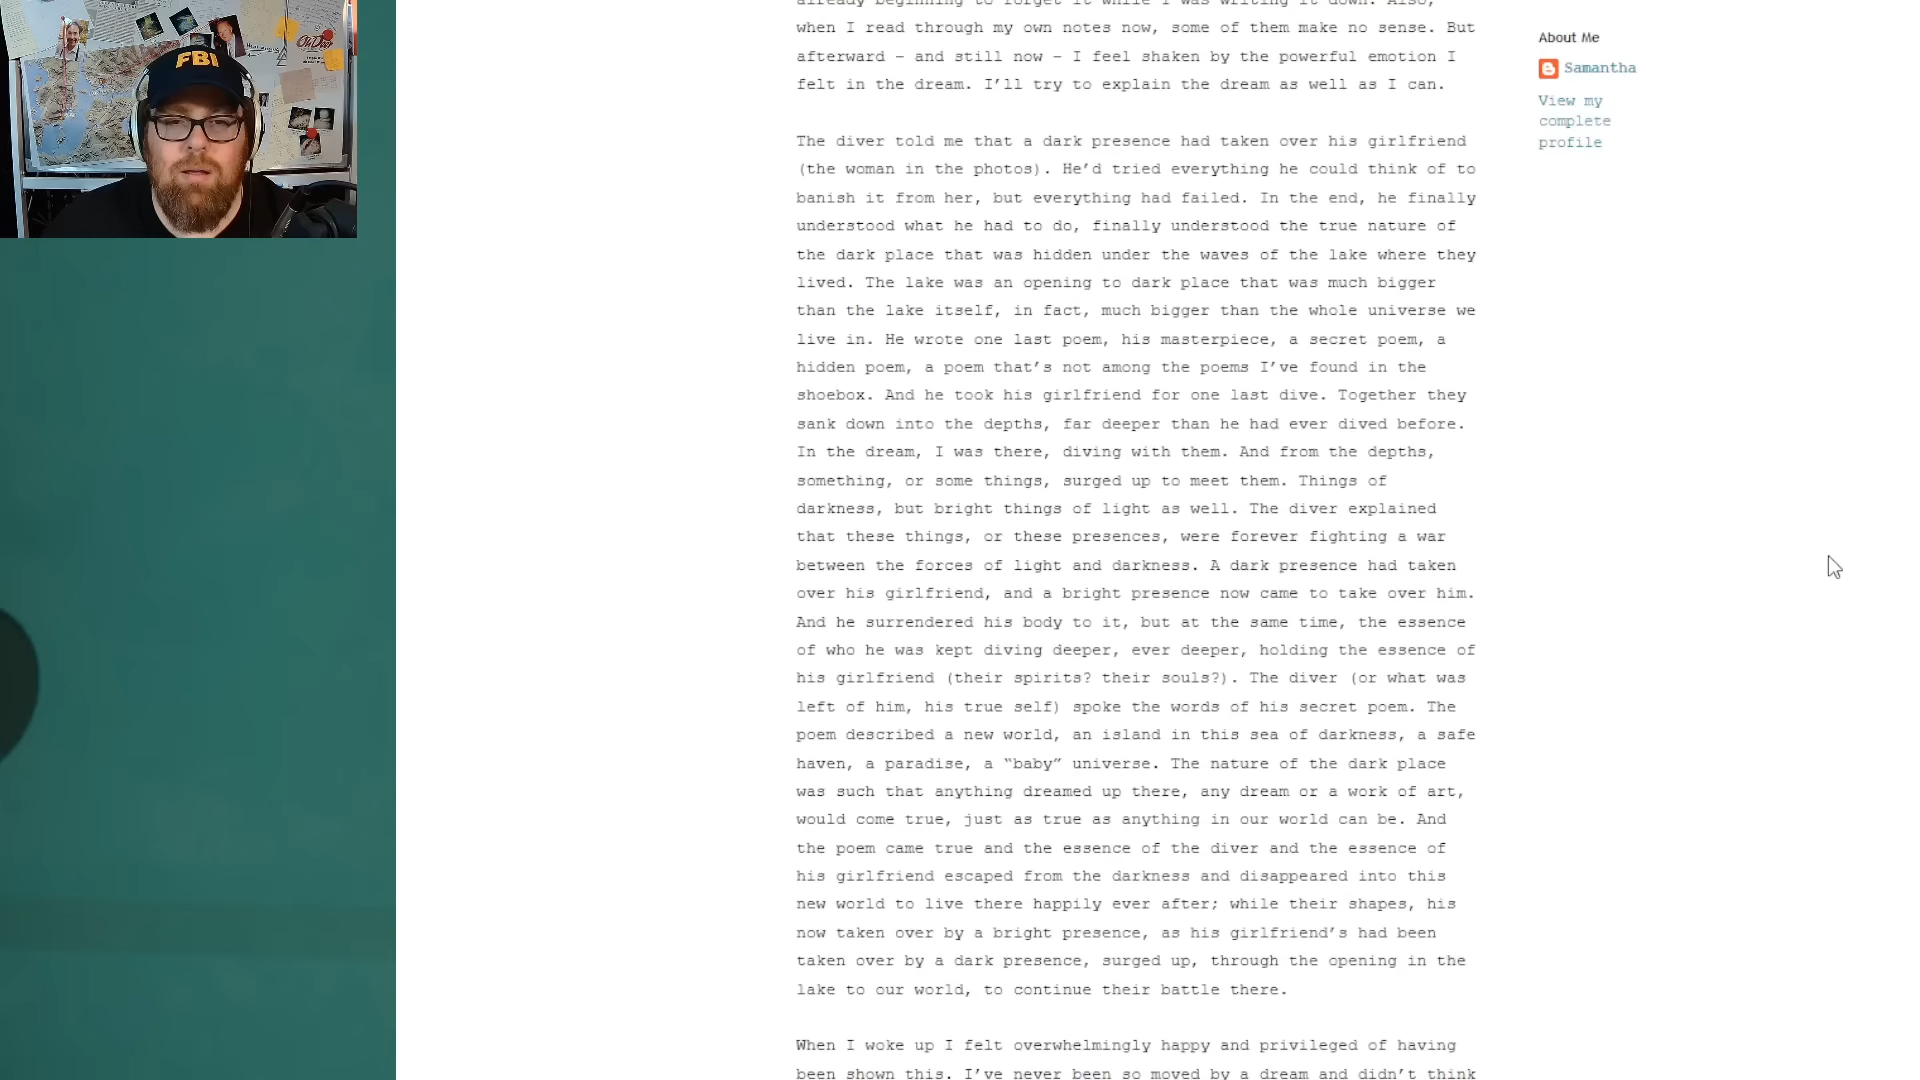 FBI
Oh Deer
already beginning to forget it while I was writing it down. Also,
when I read through my own notes now, some of them make no sense. But
afterward – and still now – I feel shaken by the powerful emotion I
felt in the dream. I’ll try to explain the dream as well as I can.
The diver told me that a dark presence had taken over his girlfriend
(the woman in the photos). He’d tried everything he could think of to
banish it from her, but everything had failed. In the end, he finally
understood what he had to do, finally understood the true nature of
the dark place that was hidden under the waves of the lake where they
lived. The lake was an opening to dark place that was much bigger
than the lake itself, in fact, much bigger than the whole universe we
live in. He wrote one last poem, his masterpiece, a secret poem, a
hidden poem, a poem that’s not among the poems I’ve found in the
shoebox. And he took his girlfriend for one last dive. Together they
sank down into the depths, far deeper than he had ever dived before.
In the dream, I was there, diving with them. And from the depths,
something, or some things, surged up to meet them. Things of
darkness, but bright things of light as well. The diver explained
that these things, or these presences, were forever fighting a war
between the forces of light and darkness. A dark presence had taken
over his girlfriend, and a bright presence now came to take over him.
And he surrendered his body to it, but at the same time, the essence
of who he was kept diving deeper, ever deeper, holding the essence of
his girlfriend (their spirits? their souls?). The diver (or what was
left of him, his true self) spoke the words of his secret poem. The
poem described a new world, an island in this sea of darkness, a safe
haven, a paradise, a “baby” universe. The nature of the dark place
was such that anything dreamed up there, any dream or a work of art,
would come true, just as true as anything in our world can be. And
the poem came true and the essence of the diver and the essence of
his girlfriend escaped from the darkness and disappeared into this
new world to live there happily ever after; while their shapes, his
now taken over by a bright presence, as his girlfriend’s had been
taken over by a dark presence, surged up, through the opening in the
lake to our world, to continue their battle there.
When I woke up I felt overwhelmingly happy and privileged of having
been shown this. I’ve never been so moved by a dream and didn’t think
About Me
Samantha
View my
complete
profile